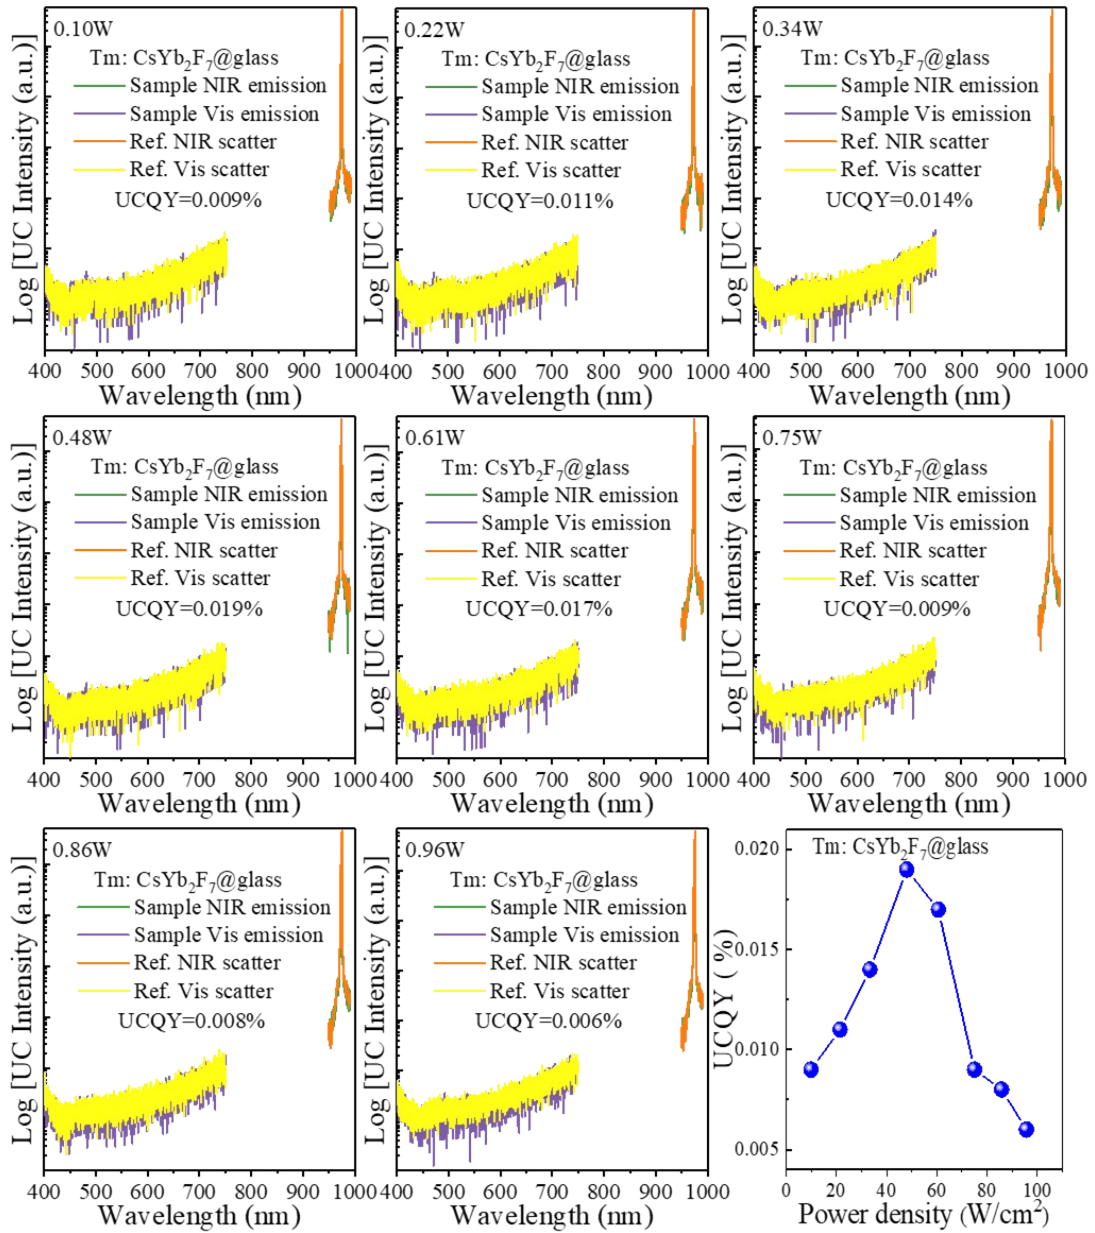 0.10W
Tm: CsYb₂F₇@glass
Sample NIR emission
Sample Vis emission
Ref. NIR scatter
Ref. Vis scatter
UCQY=0.009%
Log [UC Intensity (a.u.)]
400 500 600 700 800 900 1000
Wavelength (nm)
0.22W
Tm: CsYb₂F₇@glass
Sample NIR emission
Sample Vis emission
Ref. NIR scatter
Ref. Vis scatter
UCQY=0.011%
Log [UC Intensity (a.u.)]
400 500 600 700 800 900 1000
Wavelength (nm)
0.34W
Tm: CsYb₂F₇@glass
Sample NIR emission
Sample Vis emission
Ref. NIR scatter
Ref. Vis scatter
UCQY=0.014%
Log [UC Intensity (a.u.)]
400 500 600 700 800 900 1000
Wavelength (nm)
0.48W
Tm: CsYb₂F₇@glass
Sample NIR emission
Sample Vis emission
Ref. NIR scatter
Ref. Vis scatter
UCQY=0.019%
Log [UC Intensity (a.u.)]
400 500 600 700 800 900 1000
Wavelength (nm)
0.61W
Tm: CsYb₂F₇@glass
Sample NIR emission
Sample Vis emission
Ref. NIR scatter
Ref. Vis scatter
UCQY=0.017%
Log [UC Intensity (a.u.)]
400 500 600 700 800 900 1000
Wavelength (nm)
0.75W
Tm: CsYb₂F₇@glass
Sample NIR emission
Sample Vis emission
Ref. NIR scatter
Ref. Vis scatter
UCQY=0.009%
Log [UC Intensity (a.u.)]
400 500 600 700 800 900 1000
Wavelength (nm)
0.86W
Tm: CsYb₂F₇@glass
Sample NIR emission
Sample Vis emission
Ref. NIR scatter
Ref. Vis scatter
UCQY=0.008%
Log [UC Intensity (a.u.)]
400 500 600 700 800 900 1000
Wavelength (nm)
0.96W
Tm: CsYb₂F₇@glass
Sample NIR emission
Sample Vis emission
Ref. NIR scatter
Ref. Vis scatter
UCQY=0.006%
Log [UC Intensity (a.u.)]
400 500 600 700 800 900 1000
Wavelength (nm)
Tm: CsYb₂F₇@glass
0.020
0.015
0.010
0.005
UCQY ( %)
0 20 40 60 80 100
Power density (W/cm²)